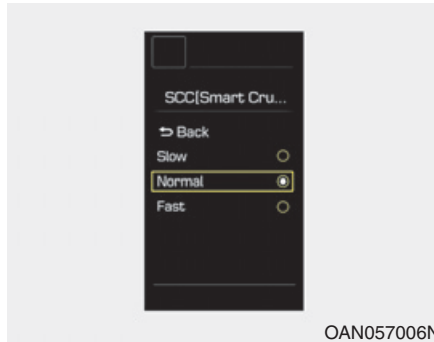 SCC(Smart Cru...
Back
Slow
Normal
Fast
OAN057006N